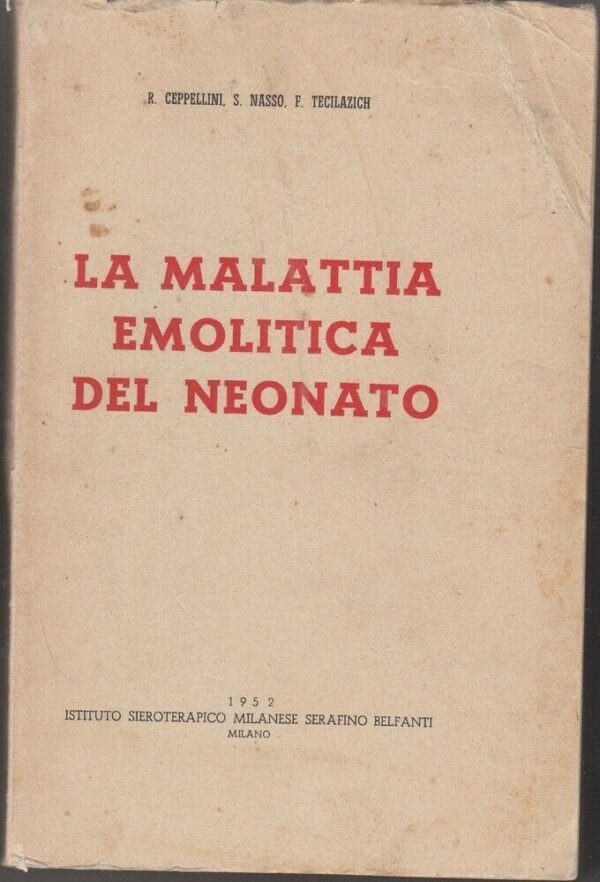 R. CEPPELLINI, S. NASSO, F. TECILAZICH
LA MALATTIA
EMOLITICA
DEL NEONATO
1952
ISTITUTO SIEROTERAPICO MILANESE SERAFINO BELFANTI
MILANO